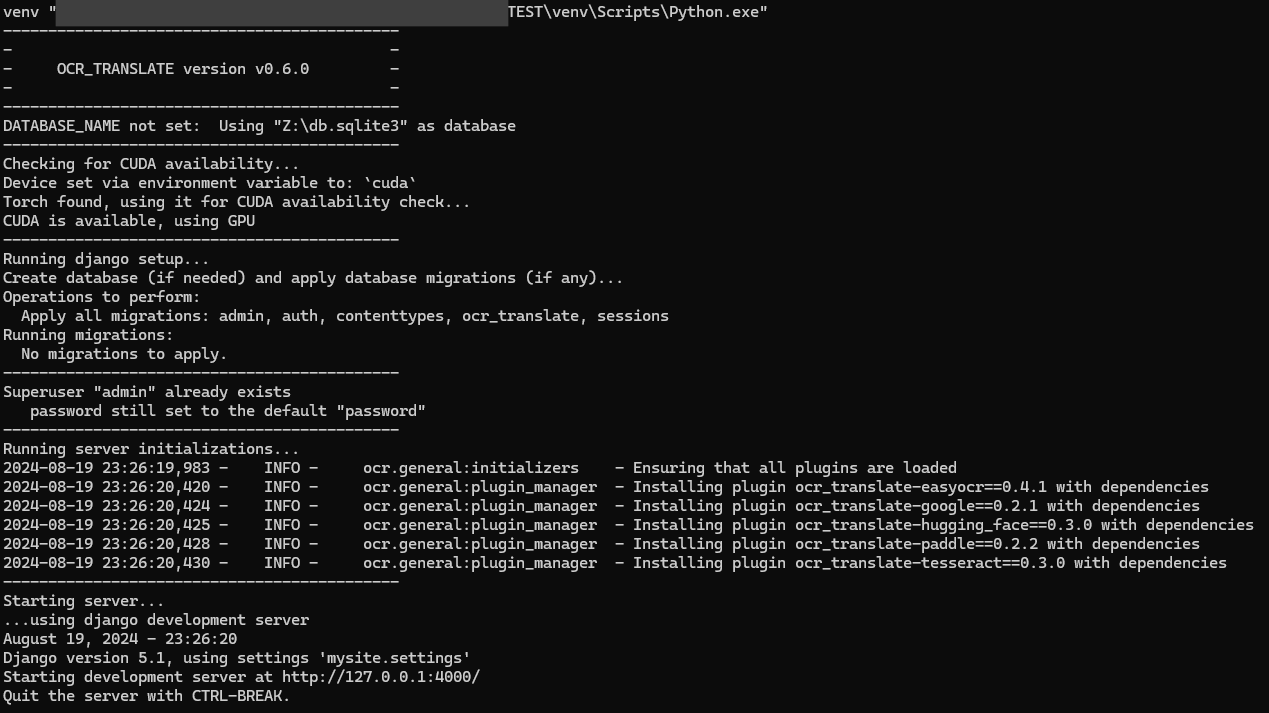 venv "TEST\venv\Scripts\Python.exe"
--------------------------------------------
-                                          -
-     OCR_TRANSLATE version v0.6.0         -
-                                          -
--------------------------------------------
DATABASE_NAME not set:  Using "Z:\db.sqlite3" as database
--------------------------------------------
Checking for CUDA availability...
Device set via environment variable to: `cuda`
Torch found, using it for CUDA availability check...
CUDA is available, using GPU
--------------------------------------------
Running django setup...
Create database (if needed) and apply database migrations (if any)...
Operations to perform:
  Apply all migrations: admin, auth, contenttypes, ocr_translate, sessions
Running migrations:
  No migrations to apply.
--------------------------------------------
Superuser "admin" already exists
   password still set to the default "password"
--------------------------------------------
Running server initializations...
2024-08-19 23:26:19,983 -    INFO -     ocr.general:initializers    - Ensuring that all plugins are loaded
2024-08-19 23:26:20,420 -    INFO -     ocr.general:plugin_manager  - Installing plugin ocr_translate-easyocr==0.4.1 with dependencies
2024-08-19 23:26:20,424 -    INFO -     ocr.general:plugin_manager  - Installing plugin ocr_translate-google==0.2.1 with dependencies
2024-08-19 23:26:20,425 -    INFO -     ocr.general:plugin_manager  - Installing plugin ocr_translate-hugging_face==0.3.0 with dependencies
2024-08-19 23:26:20,428 -    INFO -     ocr.general:plugin_manager  - Installing plugin ocr_translate-paddle==0.2.2 with dependencies
2024-08-19 23:26:20,430 -    INFO -     ocr.general:plugin_manager  - Installing plugin ocr_translate-tesseract==0.3.0 with dependencies
--------------------------------------------
Starting server...
...using django development server
August 19, 2024 - 23:26:20
Django version 5.1, using settings 'mysite.settings'
Starting development server at http://127.0.0.1:4000/
Quit the server with CTRL-BREAK.